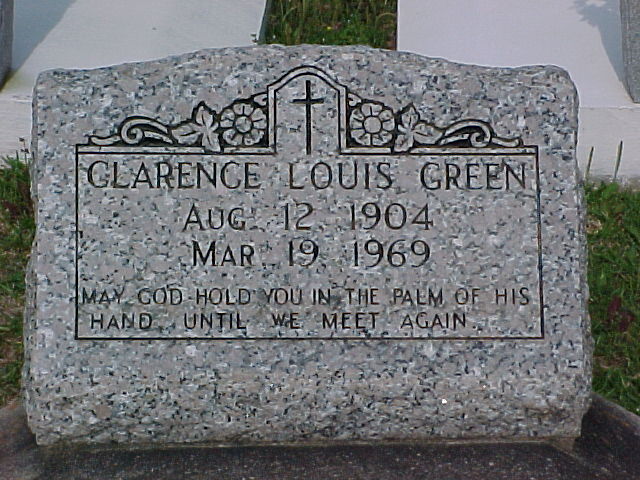 CLARENCE LOUIS GREEN
AUG 12 1904
MAR 19 1969
MAY GOD HOLD YOU IN THE PALM OF HIS
HAND UNTIL WE MEET AGAIN